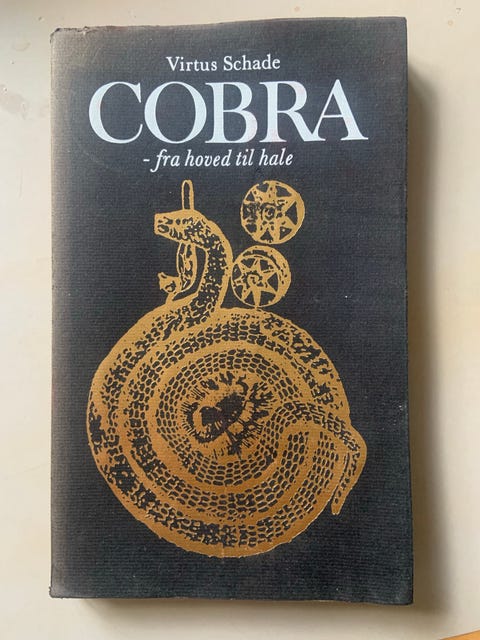 Virtus Schade
COBRA
- fra hoved til hale